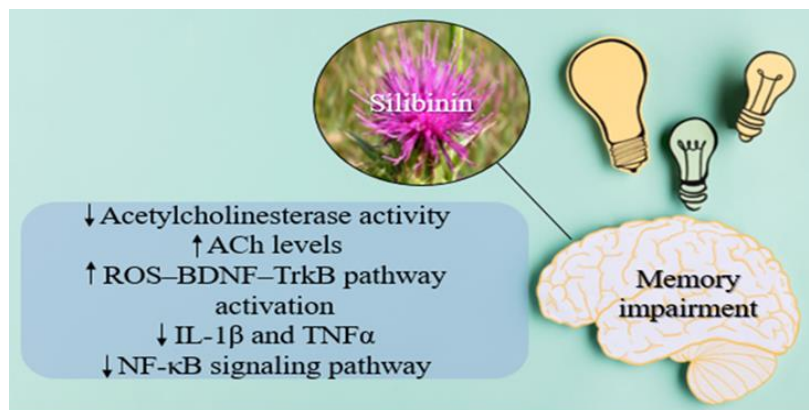 Silibinin
↓ Acetylcholinesterase activity
↑ ACh levels
↑ ROS–BDNF–TrkB pathway
activation
↓ IL-1β and TNFα
↓ NF-κB signaling pathway
Memory
impairment